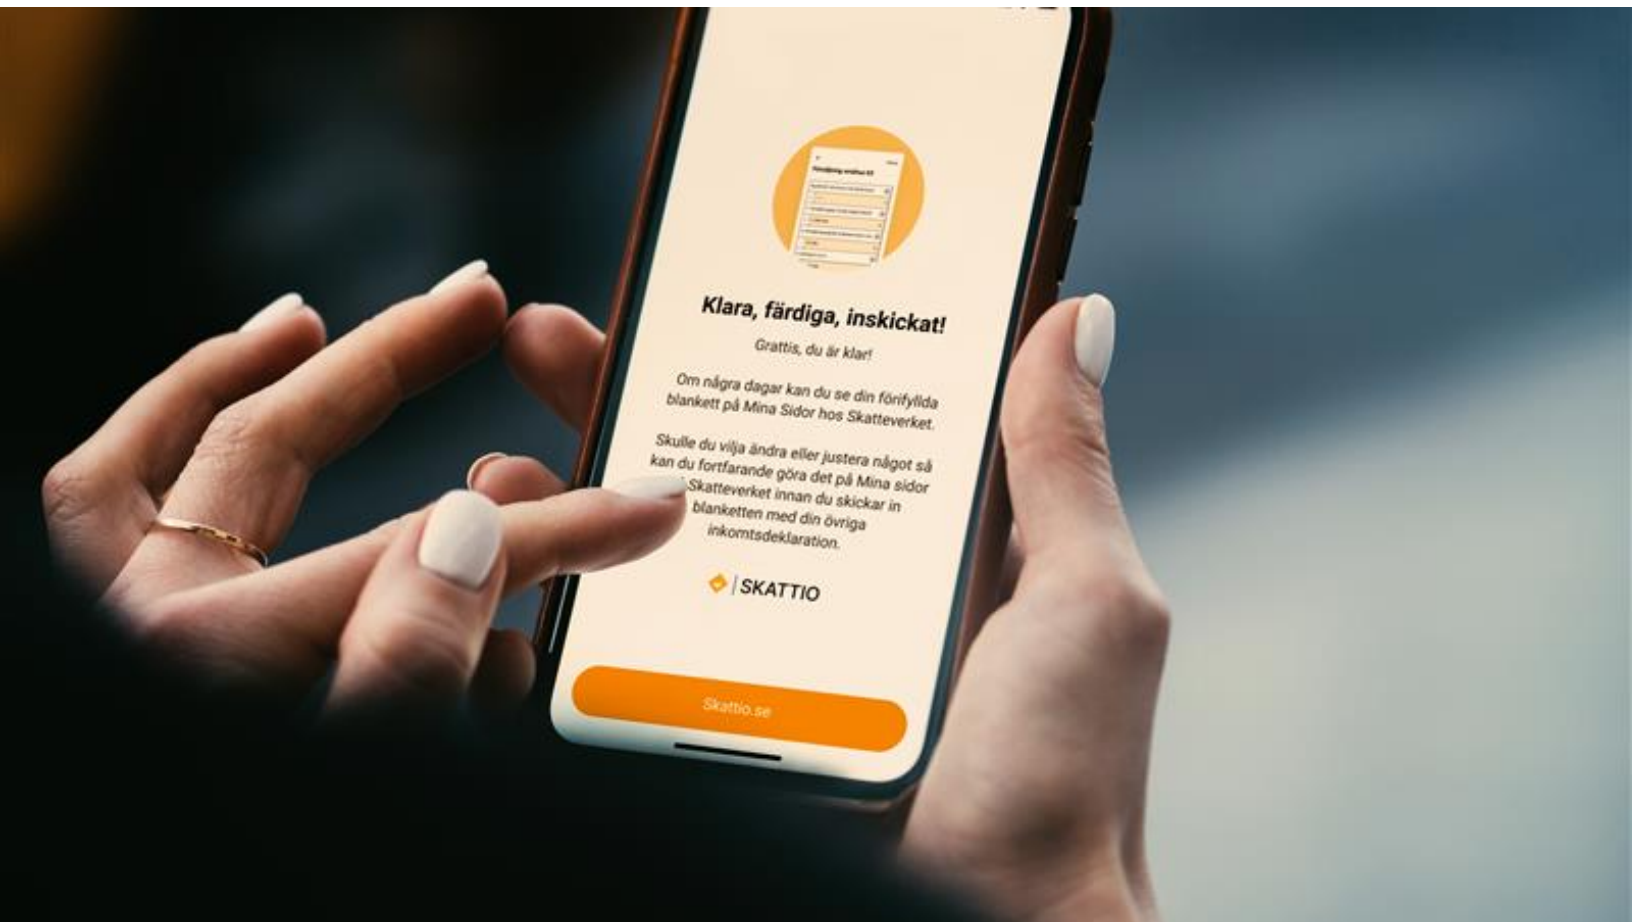 Klara, färdiga, inskickat!
Grattis, du är klar!
Om några dagar kan du se din förifyllda
blankett på Mina Sidor hos Skatteverket.
Skulle du vilja ändra eller justera något så
kan du fortfarande göra det på Mina sidor
Skatteverket innan du skickar in
blanketten med din övriga
inkomtsdeklaration.
SKATTIO
Skattio.se